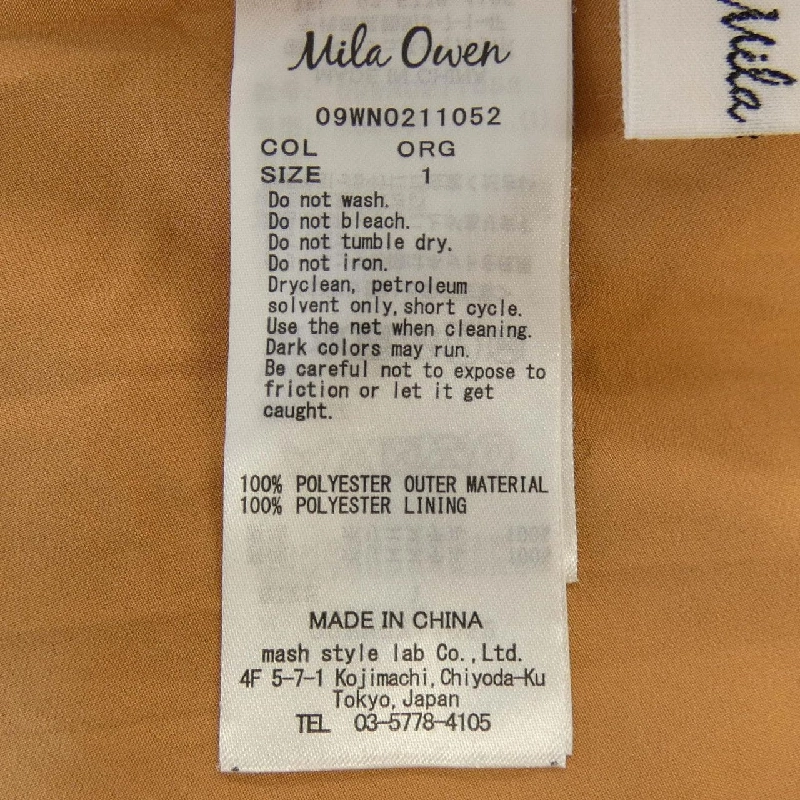 Mila Owen
Mila
09WNO211052
COL ORG
SIZE 1
Do not wash.
Do not bleach.
Do not tumble dry.
Do not iron.
Dryclean, petroleum
solvent only, short cycle.
Use the net when cleaning.
Dark colors may run.
Be careful not to expose to
friction or let it get
caught.
100% POLYESTER OUTER MATERIAL
100% POLYESTER LINING
MADE IN CHINA
mash style lab Co.,Ltd.
4F 5-7-1 Kojimachi, Chiyoda-Ku
Tokyo, Japan
TEL 03-5778-4105